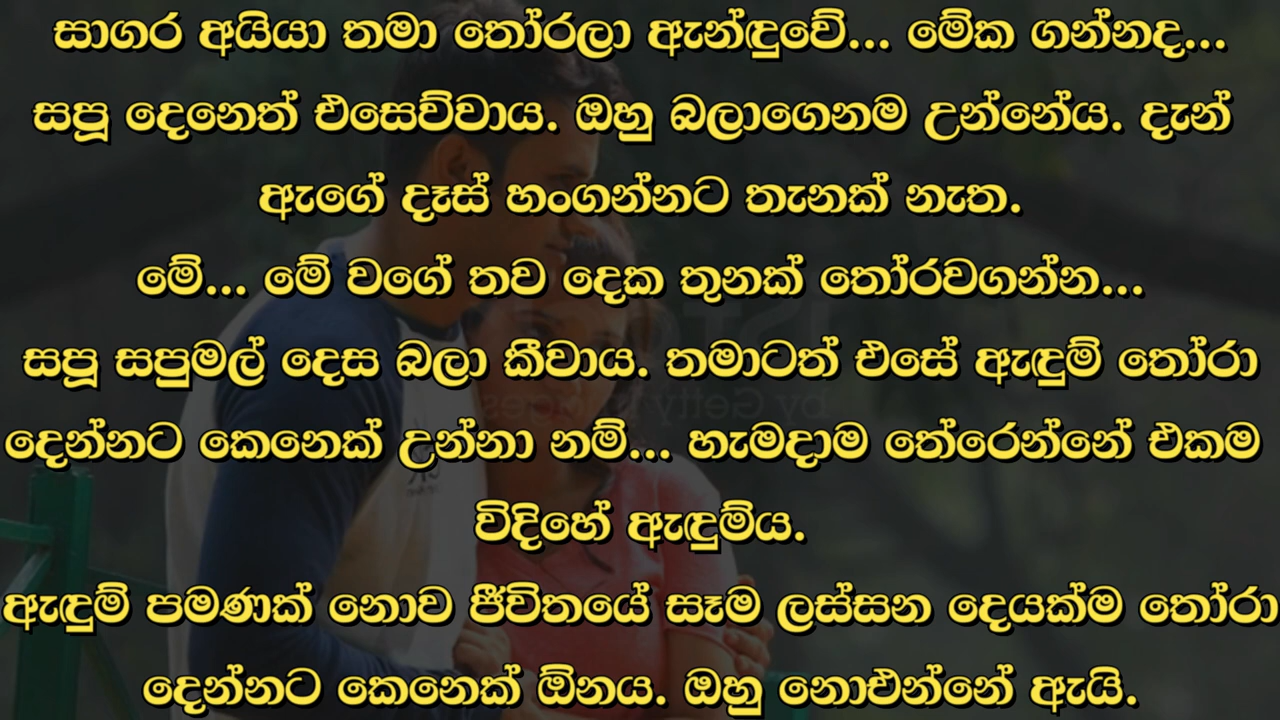 සාගර අයියා තමා තෝරලා ඇන්ඳුවේ... මේක ගන්නද...
සපූ දෙනෙත් එසෙව්වාය. ඔහු බලාගෙනම උන්නේය. දැන්
ඇගේ දෑස් හංගන්නට තැනක් නැත.
මේ... මේ වගේ තව දෙක තුනක් තෝරවගන්න...
සපූ සපුමල් දෙස බලා කීවාය. තමාටත් එසේ ඇඳුම් තෝරා
දෙන්නට කෙනෙක් උන්නා නම්... හැමදාම තේරෙන්නේ එකම
විදිහේ ඇඳුම්ය.
ඇඳුම් පමණක් නොව ජීවිතයේ සෑම ලස්සන දෙයක්ම තෝරා
දෙන්නට කෙනෙක් ඕනය. ඔහු නොඑන්නේ ඇයි.